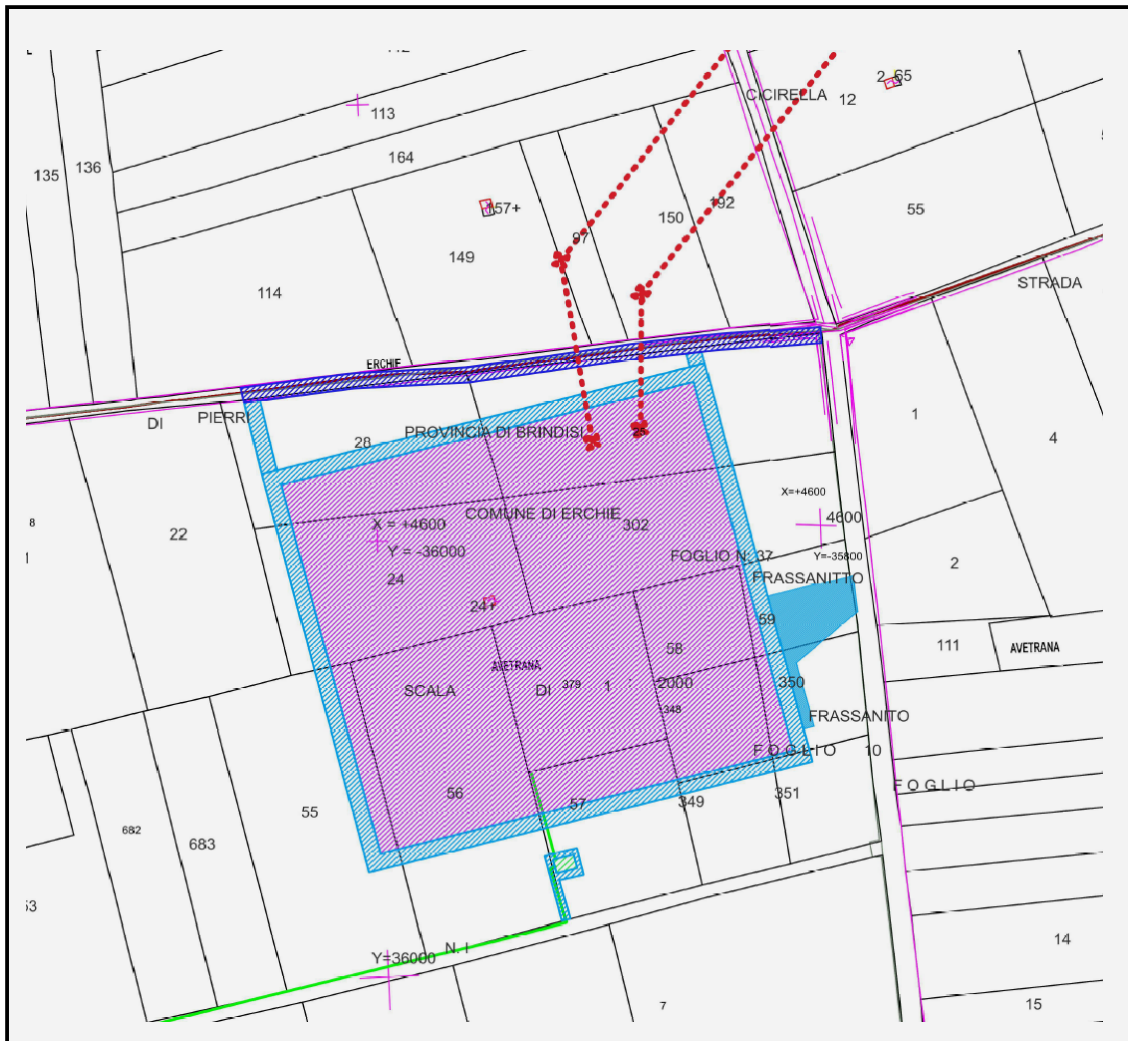 113
2 65
CICIRELLA 12
164
136
135
157+
192
150
55
97
149
114
STRADA
ERCHIE
DI PIERRI
1
28
PROVINCIA DI BRINDISI
4
X=+4600
COMUNE DI ERCHIE
4600
8
X = +4600
302
22
Y = -36000
FOGLIO N. 37
Y=-35800
24
FRASSANITTO
2
241
59
58
111
AVETRANA
AVETRANA
SCALA DI 379 1 : 2000
350
348
FRASSANITO
FOGLIO 10
FOGLIO
56
57
349
351
55
682
683
14
N. I
Y=36000
7
15